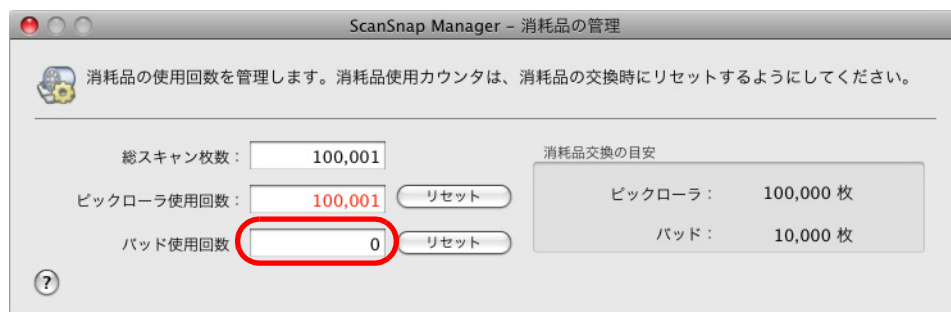 ScanSnap Manager – 消耗品の管理
消耗品の使用回数を管理します。消耗品使用カウンタは、消耗品の交換時にリセットするようにしてください。
総スキャン枚数： 100,001
ピックローラ使用回数： 100,001 リセット
パッド使用回数 0 リセット
消耗品交換の目安
ピックローラ： 100,000 枚
パッド： 10,000 枚
?